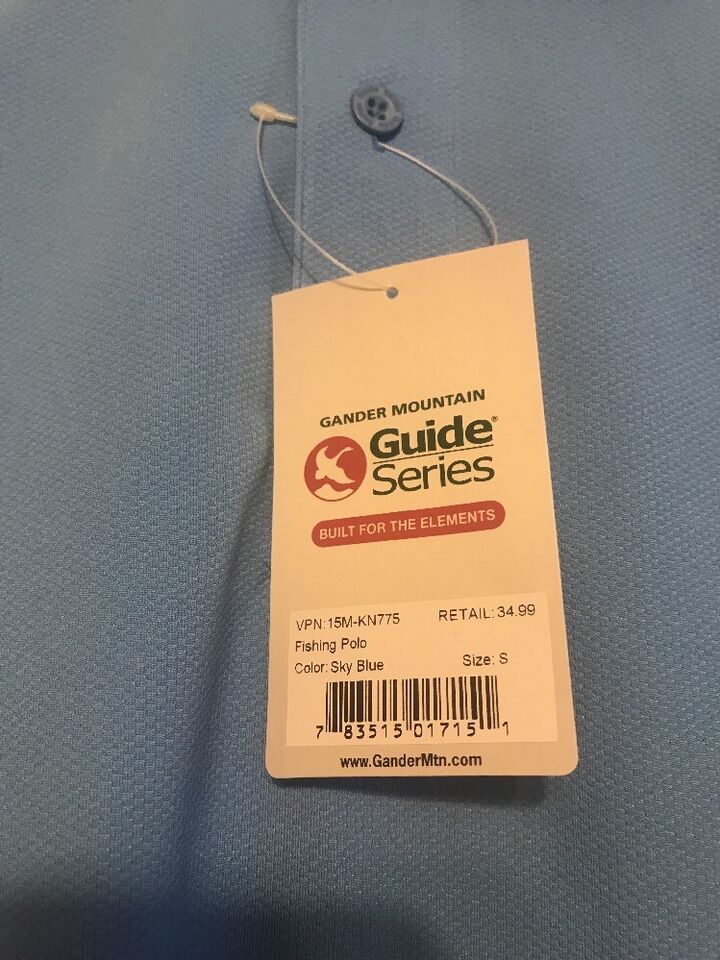 GANDER MOUNTAIN
Guide®
Series
BUILT FOR THE ELEMENTS
VPN:15M-KN775 RETAIL: 34.99
Fishing Polo
Color: Sky Blue Size: S
7 83515 01715 1
www.GanderMtn.com